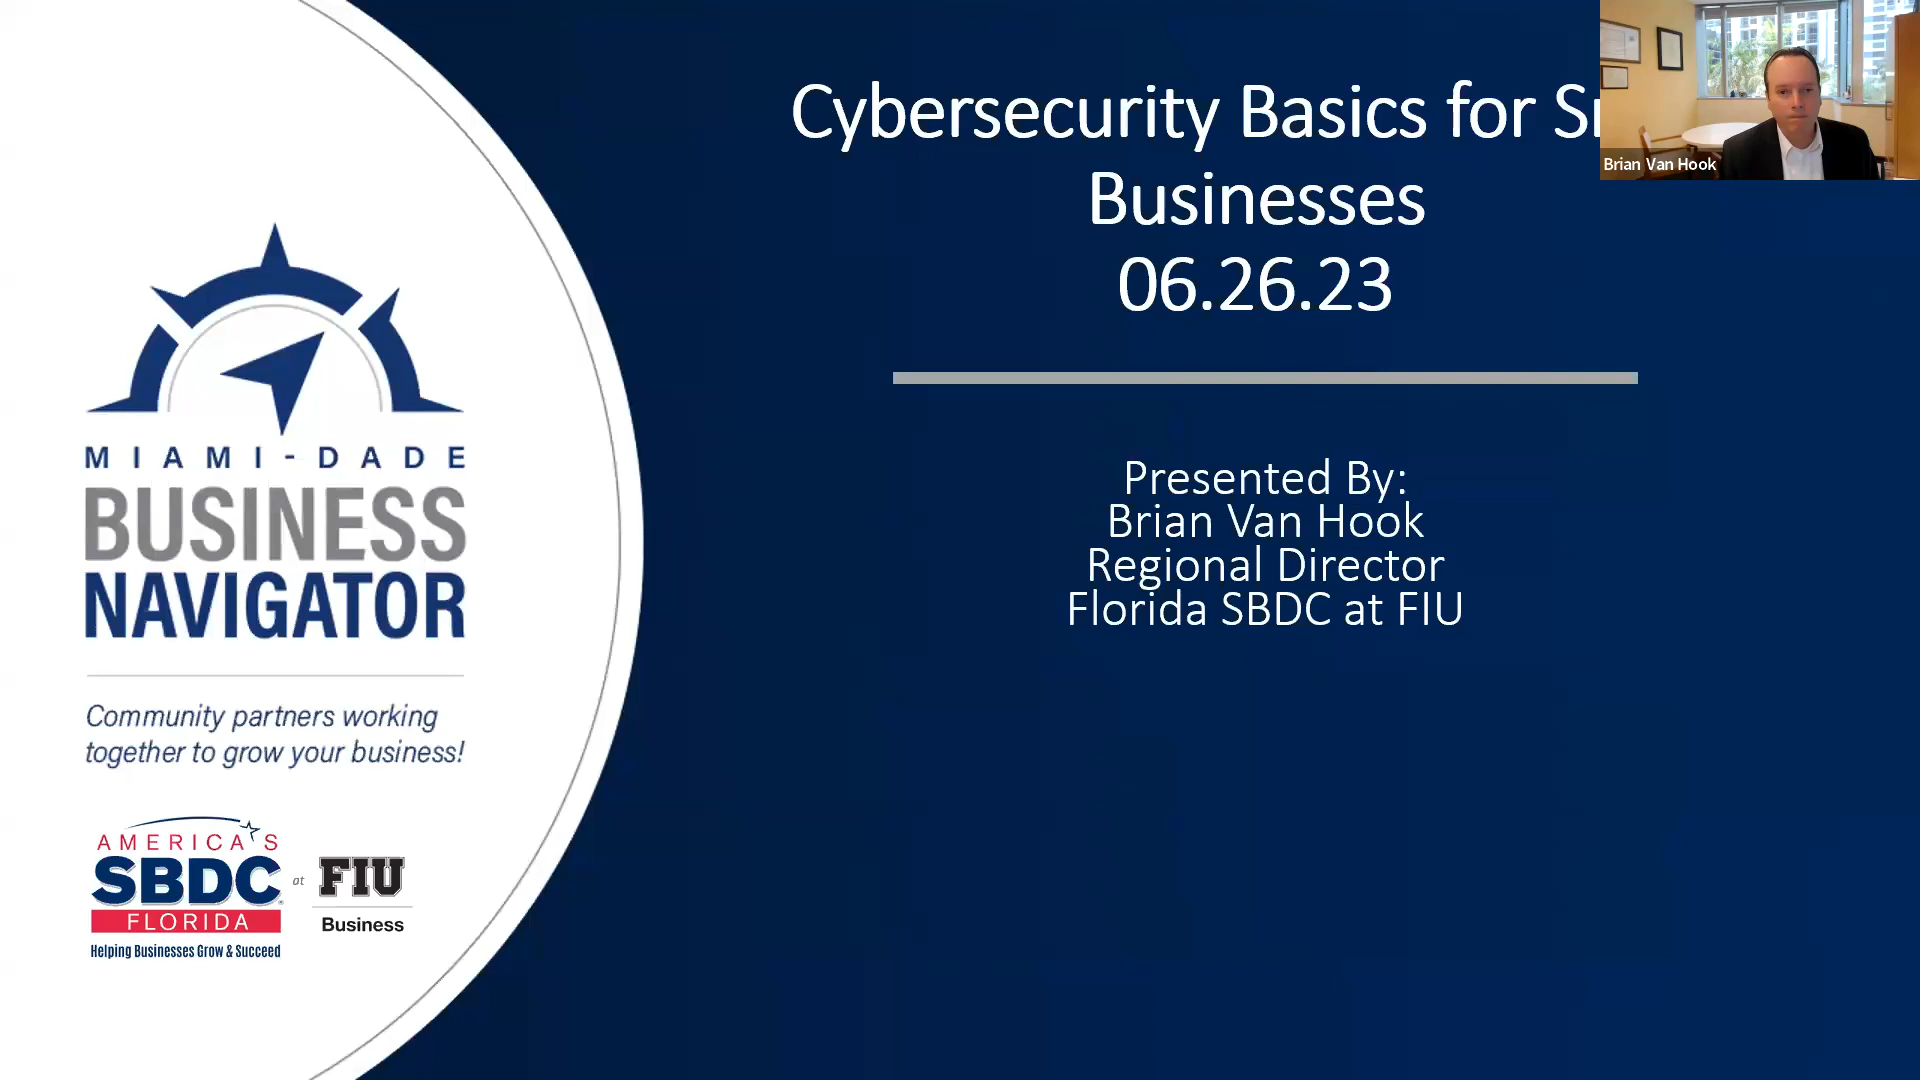 Cybersecurity Basics for
Businesses
06.26.23
Presented By:
Brian Van Hook
Regional Director
Florida SBDC at FIU
Brian Van Hook
MIAMI-DADE
BUSINESS
NAVIGATOR
Community partners working
together to grow your business!
AMERICA'S
SBDC
FLORIDA
Helping Businesses Grow & Succeed
at
FIU
Business